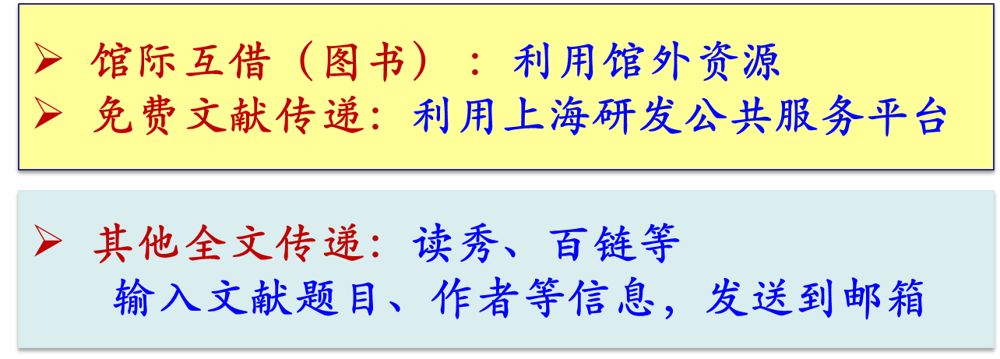 ➢ 馆际互借（图书）：利用馆外资源
➢ 免费文献传递：利用上海研发公共服务平台
➢ 其他全文传递：读秀、百链等
输入文献题目、作者等信息，发送到邮箱